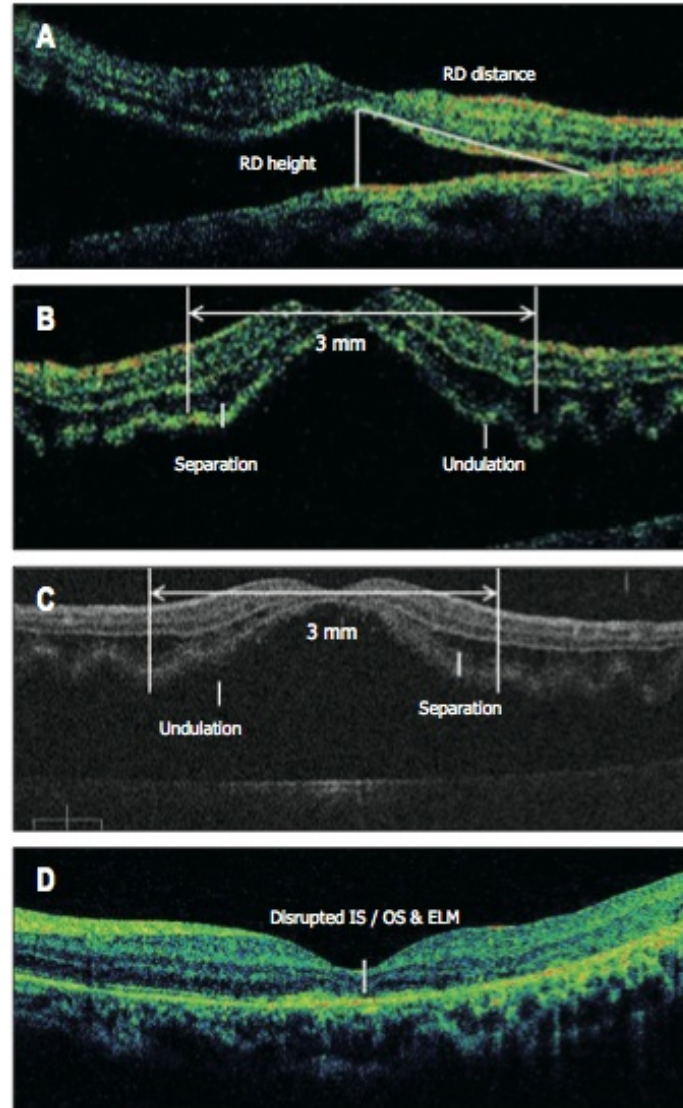 A
RD distance
RD height
B
3 mm
Separation
Undulation
C
3 mm
Separation
Undulation
D
Disrupted IS / OS & ELM